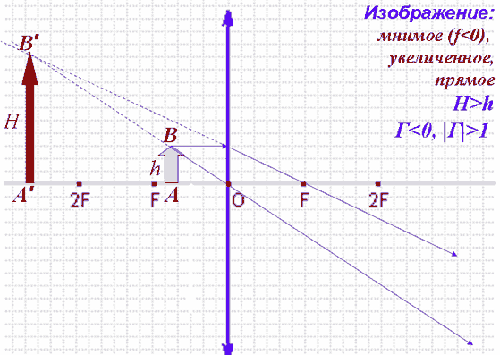 Изображение:
мнимое (f<0),
увеличенное,
прямое
H>h
Г<0, |Г|>1
B'
H
B
h
A' 2F F A O F 2F